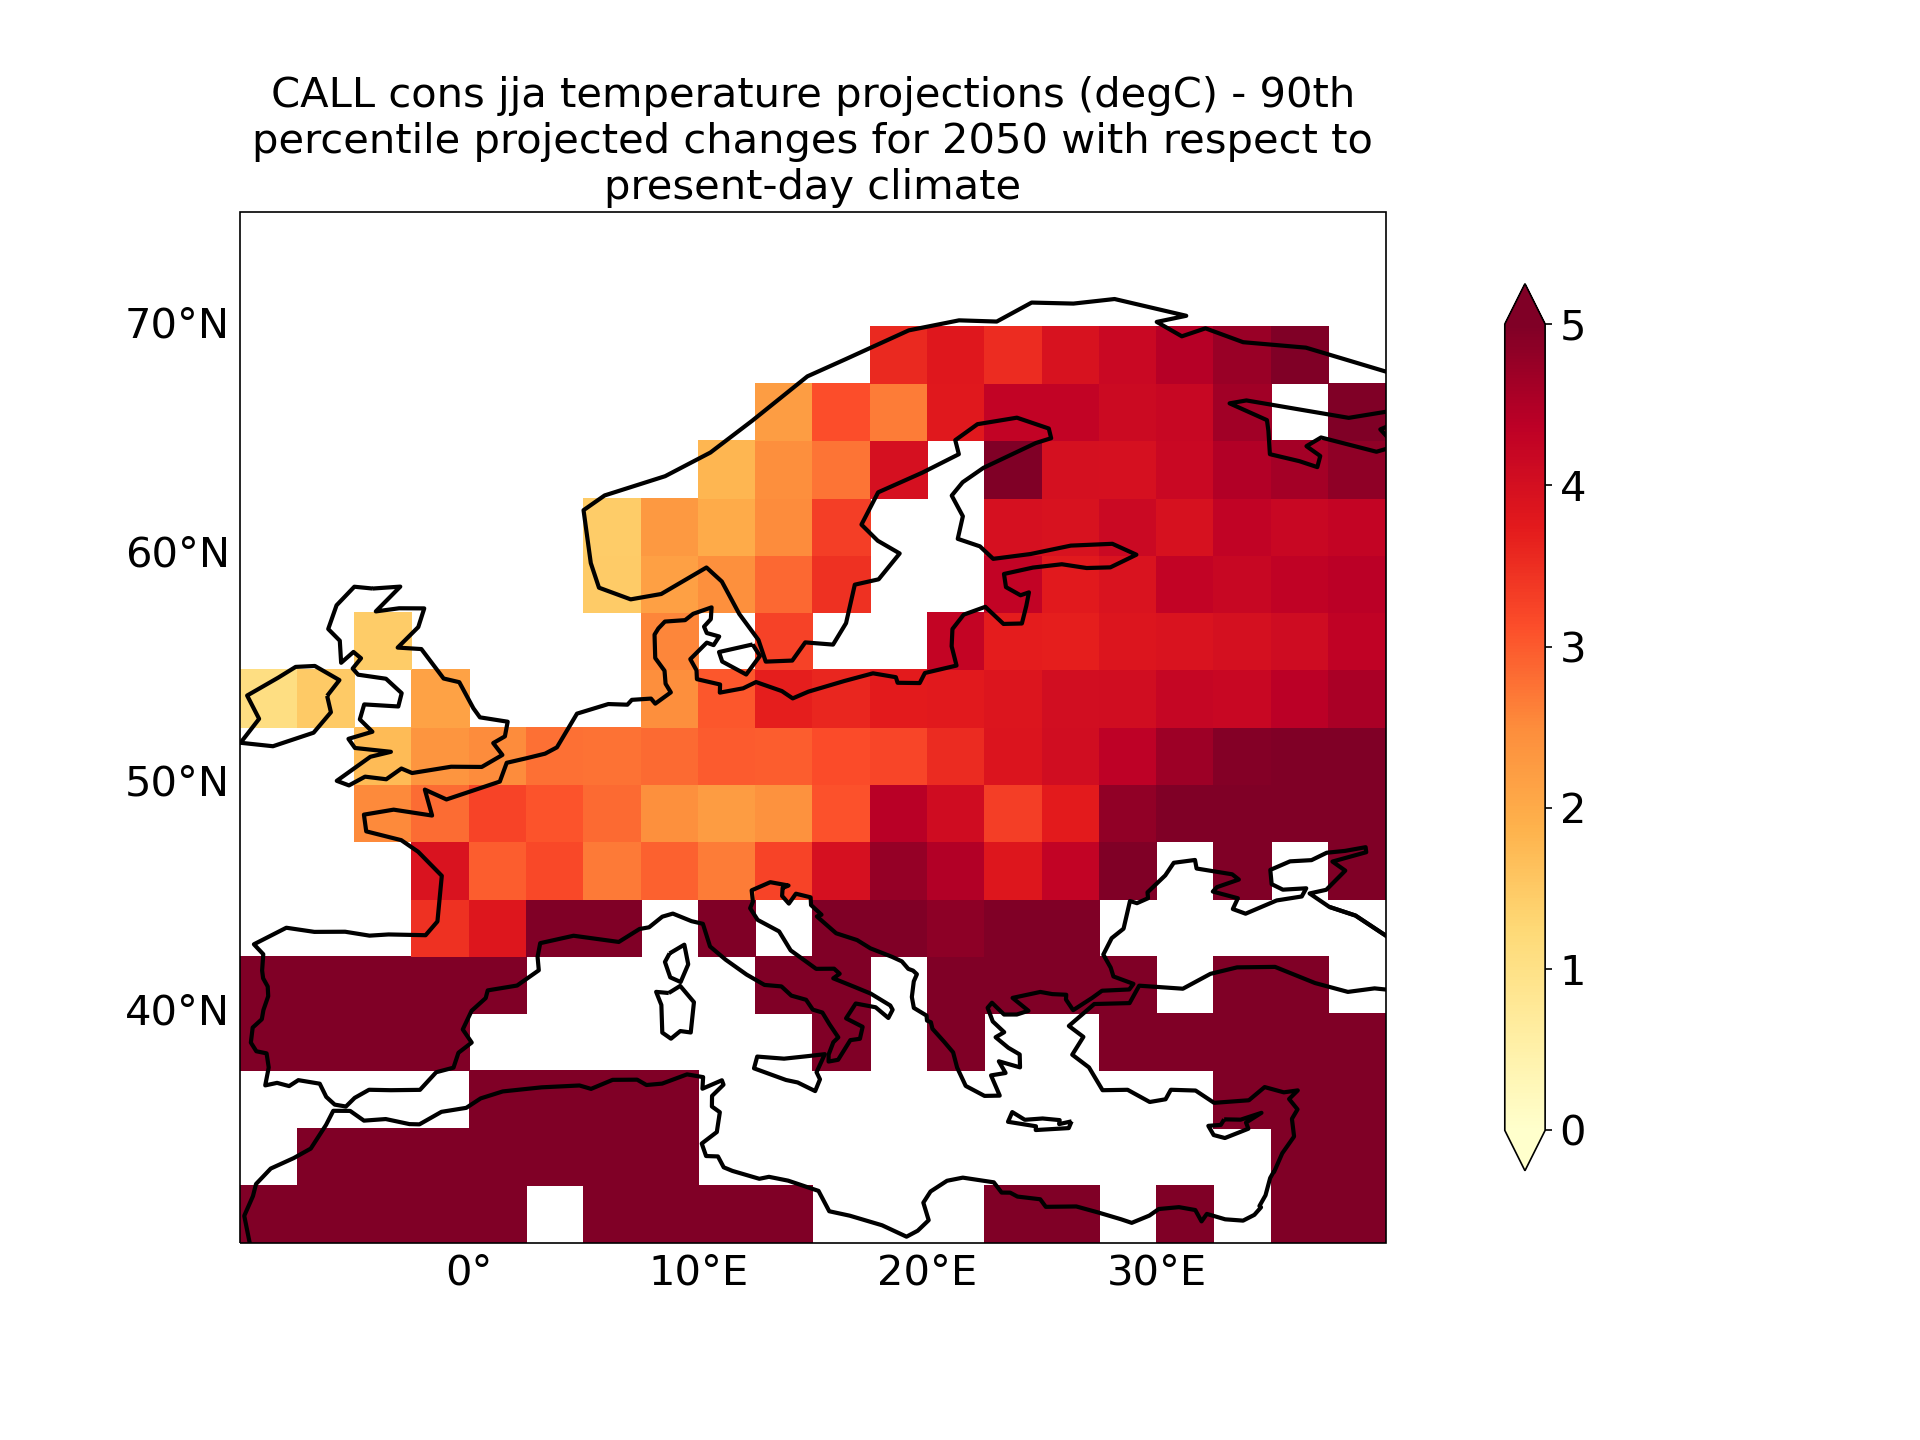 CALL cons jja temperature projections (degC) - 90th
percentile projected changes for 2050 with respect to
present-day climate
70°N
60°N
50°N
40°N
0°
10°E
20°E
30°E
5
4
3
2
1
0